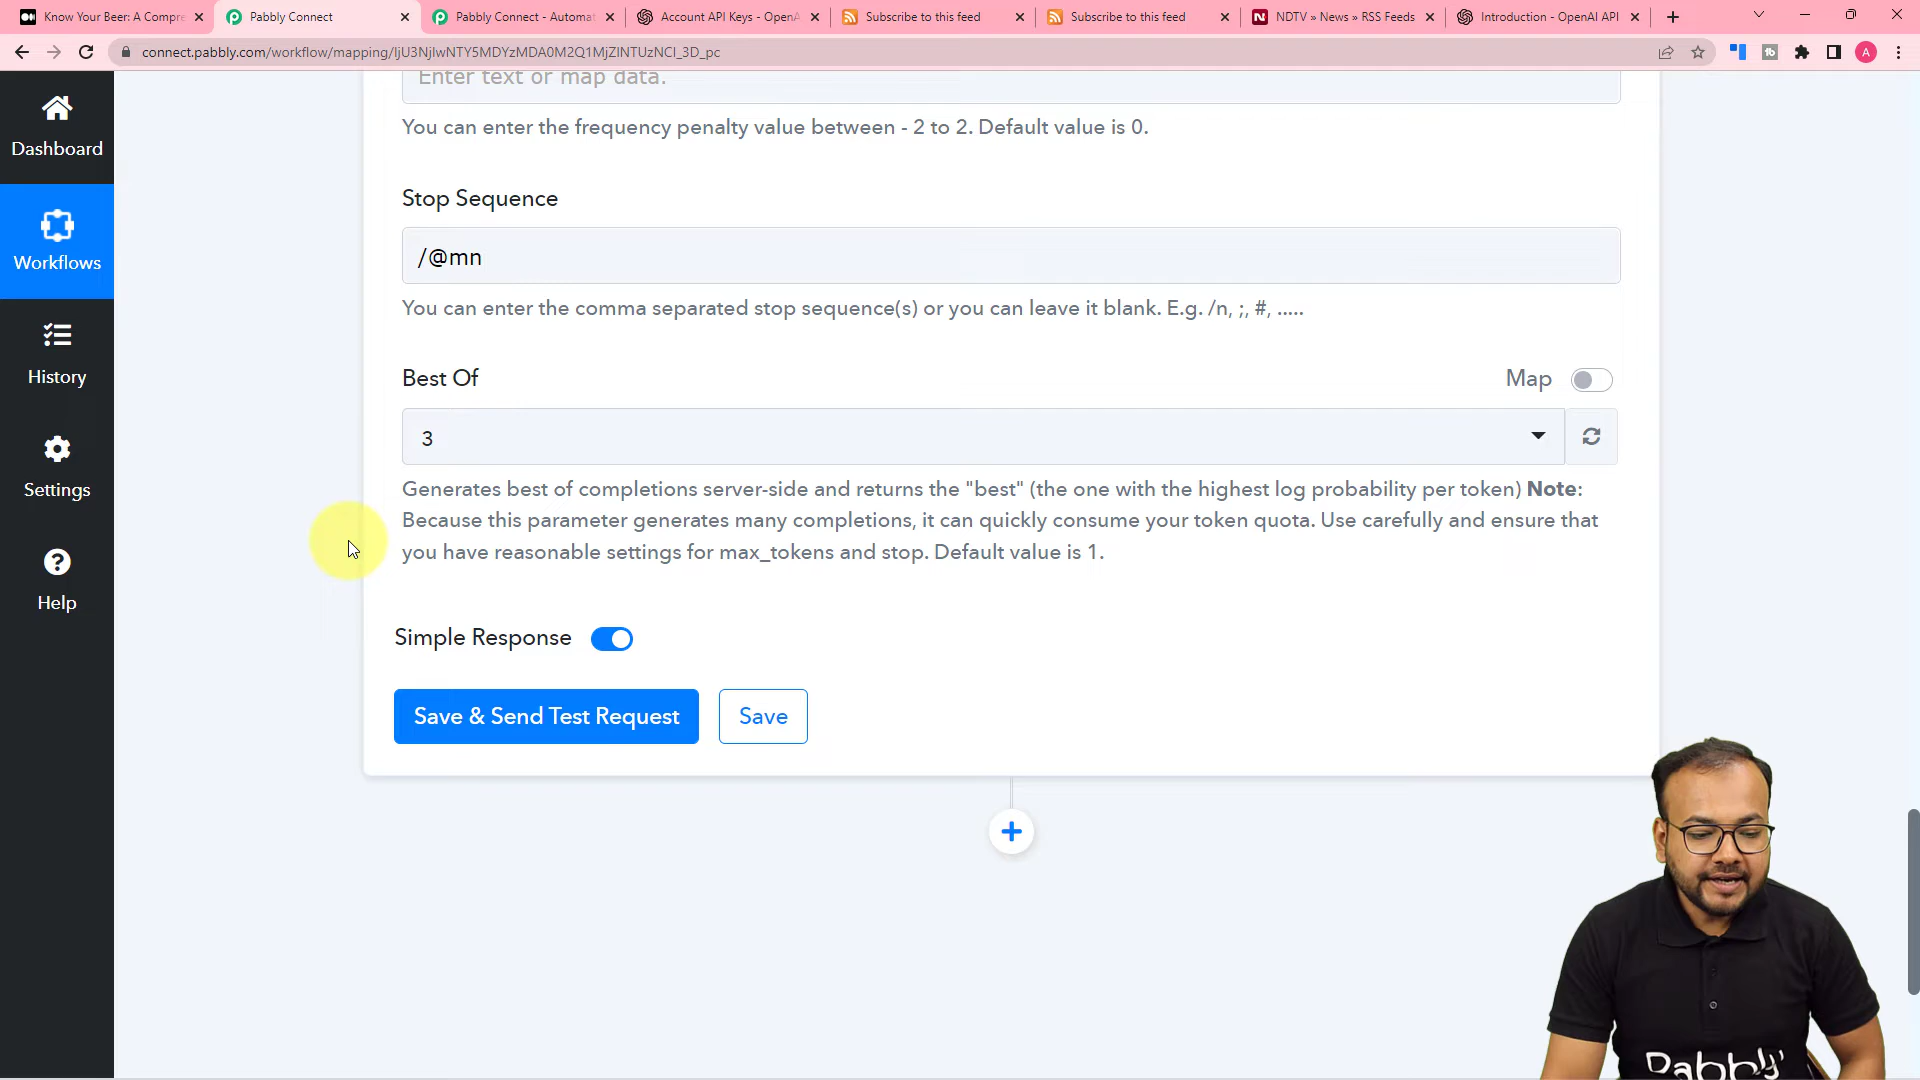 Know Your Beer: A Compre
Pabbly Connect
Pabbly Connect - Automat
Account API Keys - OpenA
Subscribe to this feed
Subscribe to this feed
NDTV » News » RSS Feeds
Introduction - OpenAI API
connect.pabbly.com/workflow/mapping/IjU3NjIwNTY5MDYzMDA0M2Q1MjZlNTUzNCI_3D_pc
A
Dashboard
Workflows
History
Settings
Help
Enter text or map data.
You can enter the frequency penalty value between - 2 to 2. Default value is 0.
Stop Sequence
/@mn
You can enter the comma separated stop sequence(s) or you can leave it blank. E.g. /n, ;, #, .....
Best Of
Map
3
Generates best of completions server-side and returns the "best" (the one with the highest log probability per token) Note:
Because this parameter generates many completions, it can quickly consume your token quota. Use carefully and ensure that
you have reasonable settings for max_tokens and stop. Default value is 1.
Simple Response
Save & Send Test Request
Save
Pabbly